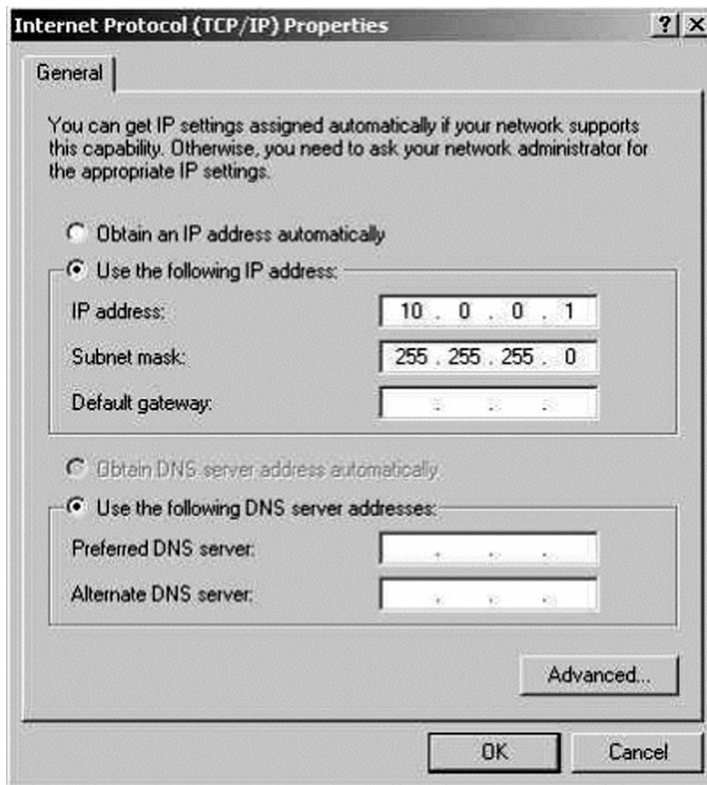 Internet Protocol (TCP/IP) Properties
General
You can get IP settings assigned automatically if your network supports
this capability. Otherwise, you need to ask your network administrator for
the appropriate IP settings.
Obtain an IP address automatically
Use the following IP address:
IP address: 10 . 0 . 0 . 1
Subnet mask: 255 . 255 . 255 . 0
Default gateway: . . .
Obtain DNS server address automatically
Use the following DNS server addresses:
Preferred DNS server: . . .
Alternate DNS server: . . .
Advanced...
OK Cancel